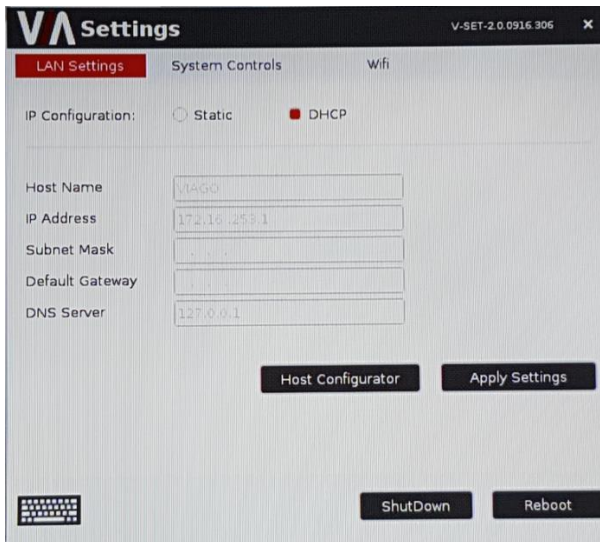 VIA Settings V-SET-2.0.0916.306 ×
LAN Settings System Controls Wifi
IP Configuration: Static DHCP
Host Name VIAGO
IP Address 172.16 .253.1
Subnet Mask . . .
Default Gateway . . .
DNS Server 127.0.0.1
Host Configurator Apply Settings
ShutDown Reboot